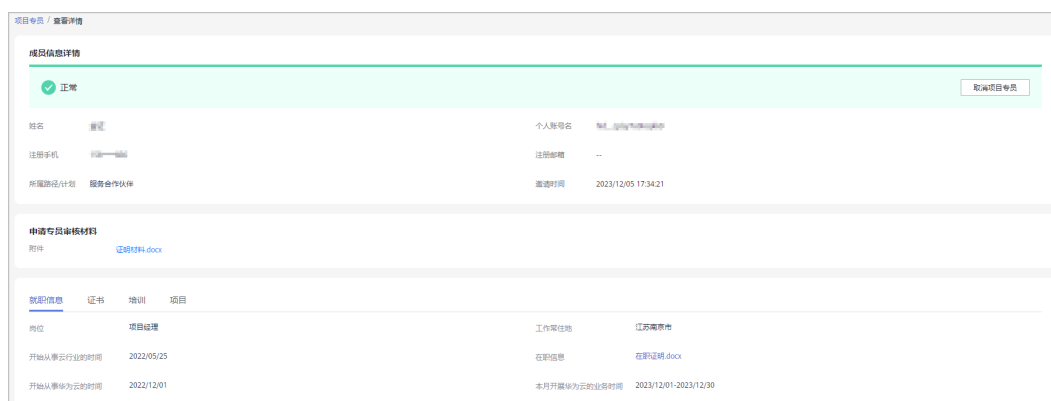 项目专员 / 查看详情
成员信息详情
正常 取消项目专员
姓名 个人账号名
注册手机 注册邮箱 --
所属路径/计划 服务合作伙伴 邀请时间 2023/12/05 17:34:21
申请专员审核材料
附件 证明材料.docx
就职信息 证书 培训 项目
岗位 项目经理 工作常住地 江苏南京市
开始从事云行业的时间 2022/05/25 在职信息 在职证明.docx
开始从事华为云的时间 2022/12/01 本月开展华为云的业务时间 2023/12/01-2023/12/30